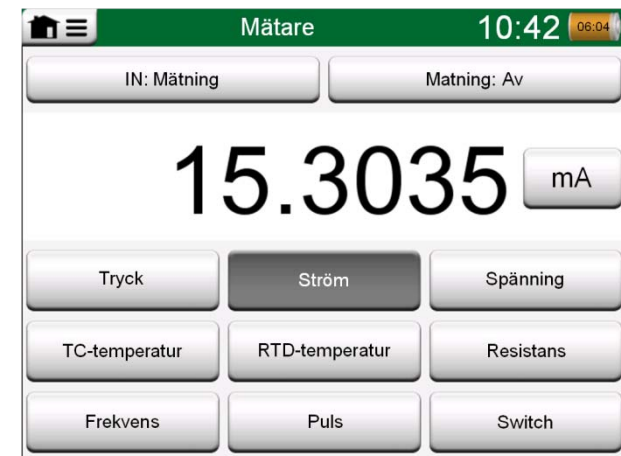 Mätare 10:42 06:04
IN: Mätning Matning: Av
15.3035 mA
Tryck Ström Spänning
TC-temperatur RTD-temperatur Resistans
Frekvens Puls Switch